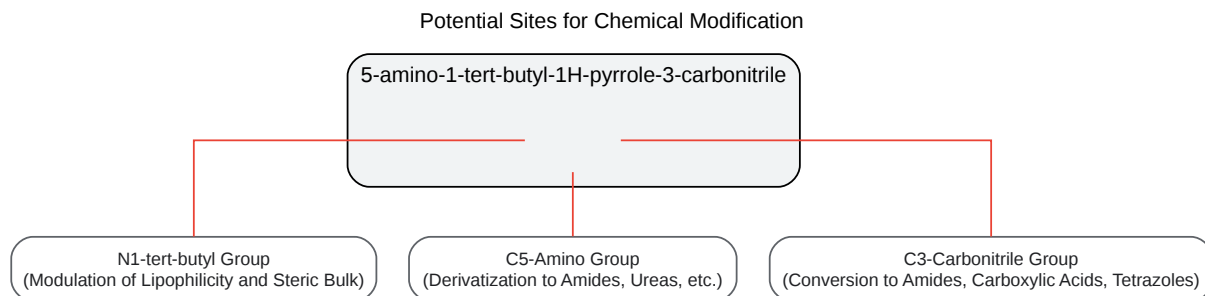 Potential Sites for Chemical Modification
5-amino-1-tert-butyl-1H-pyrrole-3-carbonitrile
N1-tert-butyl Group
(Modulation of Lipophilicity and Steric Bulk)
C5-Amino Group
(Derivatization to Amides, Ureas, etc.)
C3-Carbonitrile Group
(Conversion to Amides, Carboxylic Acids, Tetrazoles)